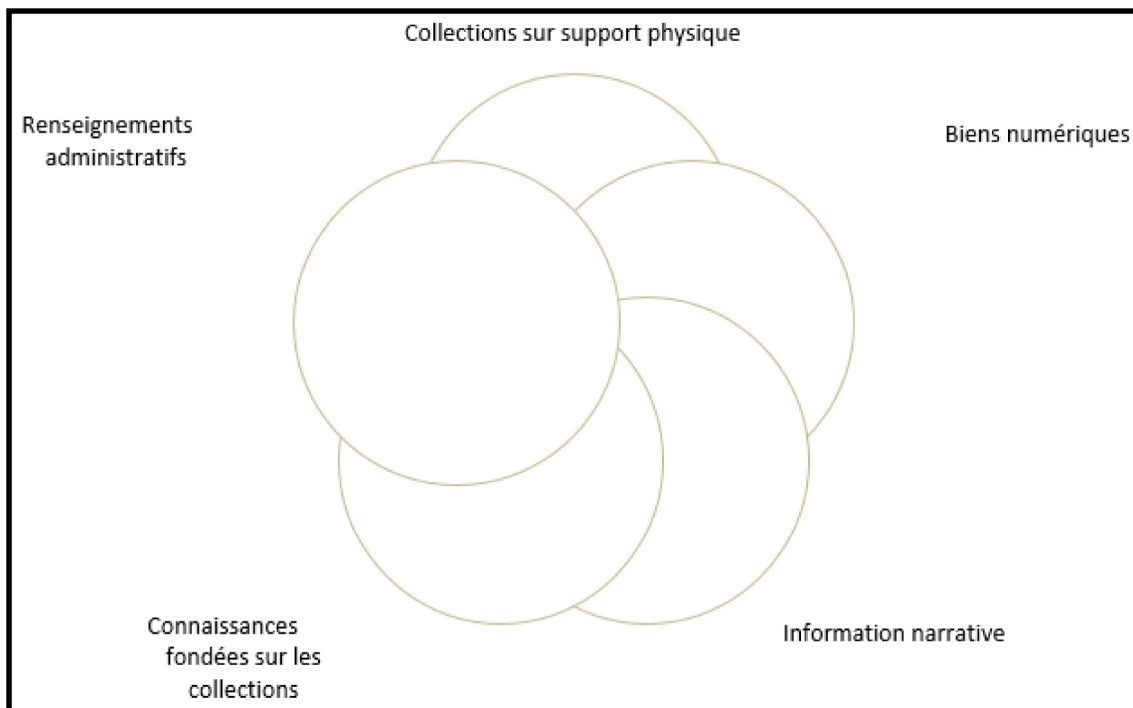 Collections sur support physique
Renseignements
administratifs
Biens numériques
Connaissances
fondées sur les
collections
Information narrative